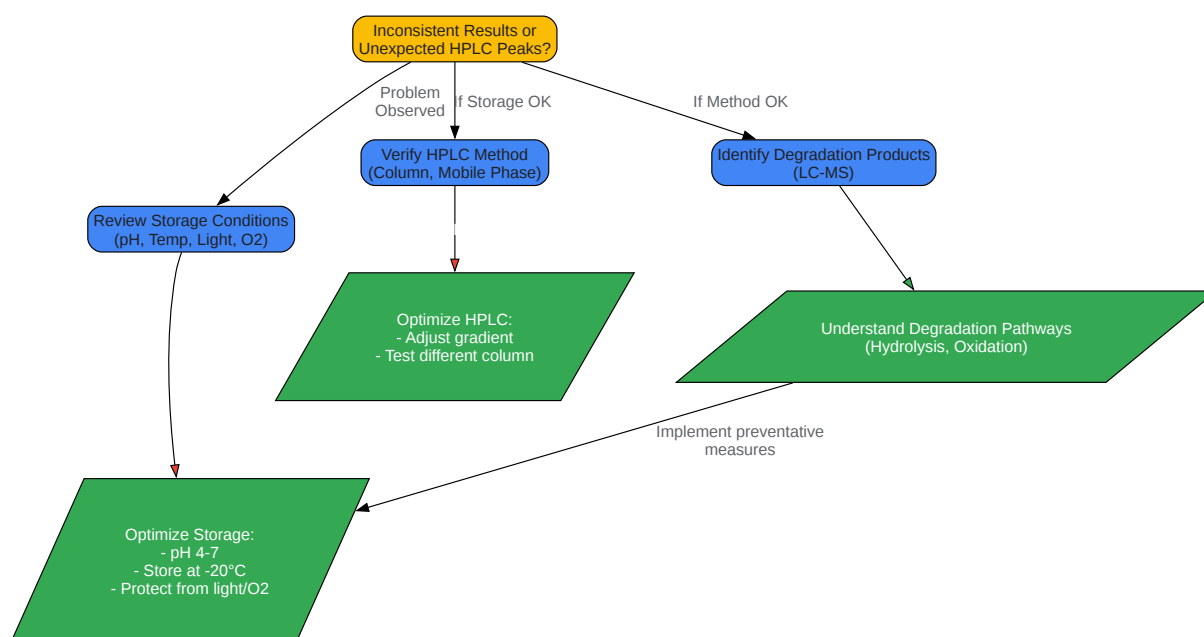 Inconsistent Results or
Unexpected HPLC Peaks?
Problem
Observed
If Storage OK
If Method OK
Verify HPLC Method
(Column, Mobile Phase)
Identify Degradation Products
(LC-MS)
Review Storage Conditions
(pH, Temp, Light, O2)
Optimize HPLC:
- Adjust gradient
- Test different column
Understand Degradation Pathways
(Hydrolysis, Oxidation)
Implement preventative
measures
Optimize Storage:
- pH 4-7
- Store at -20°C
- Protect from light/O2